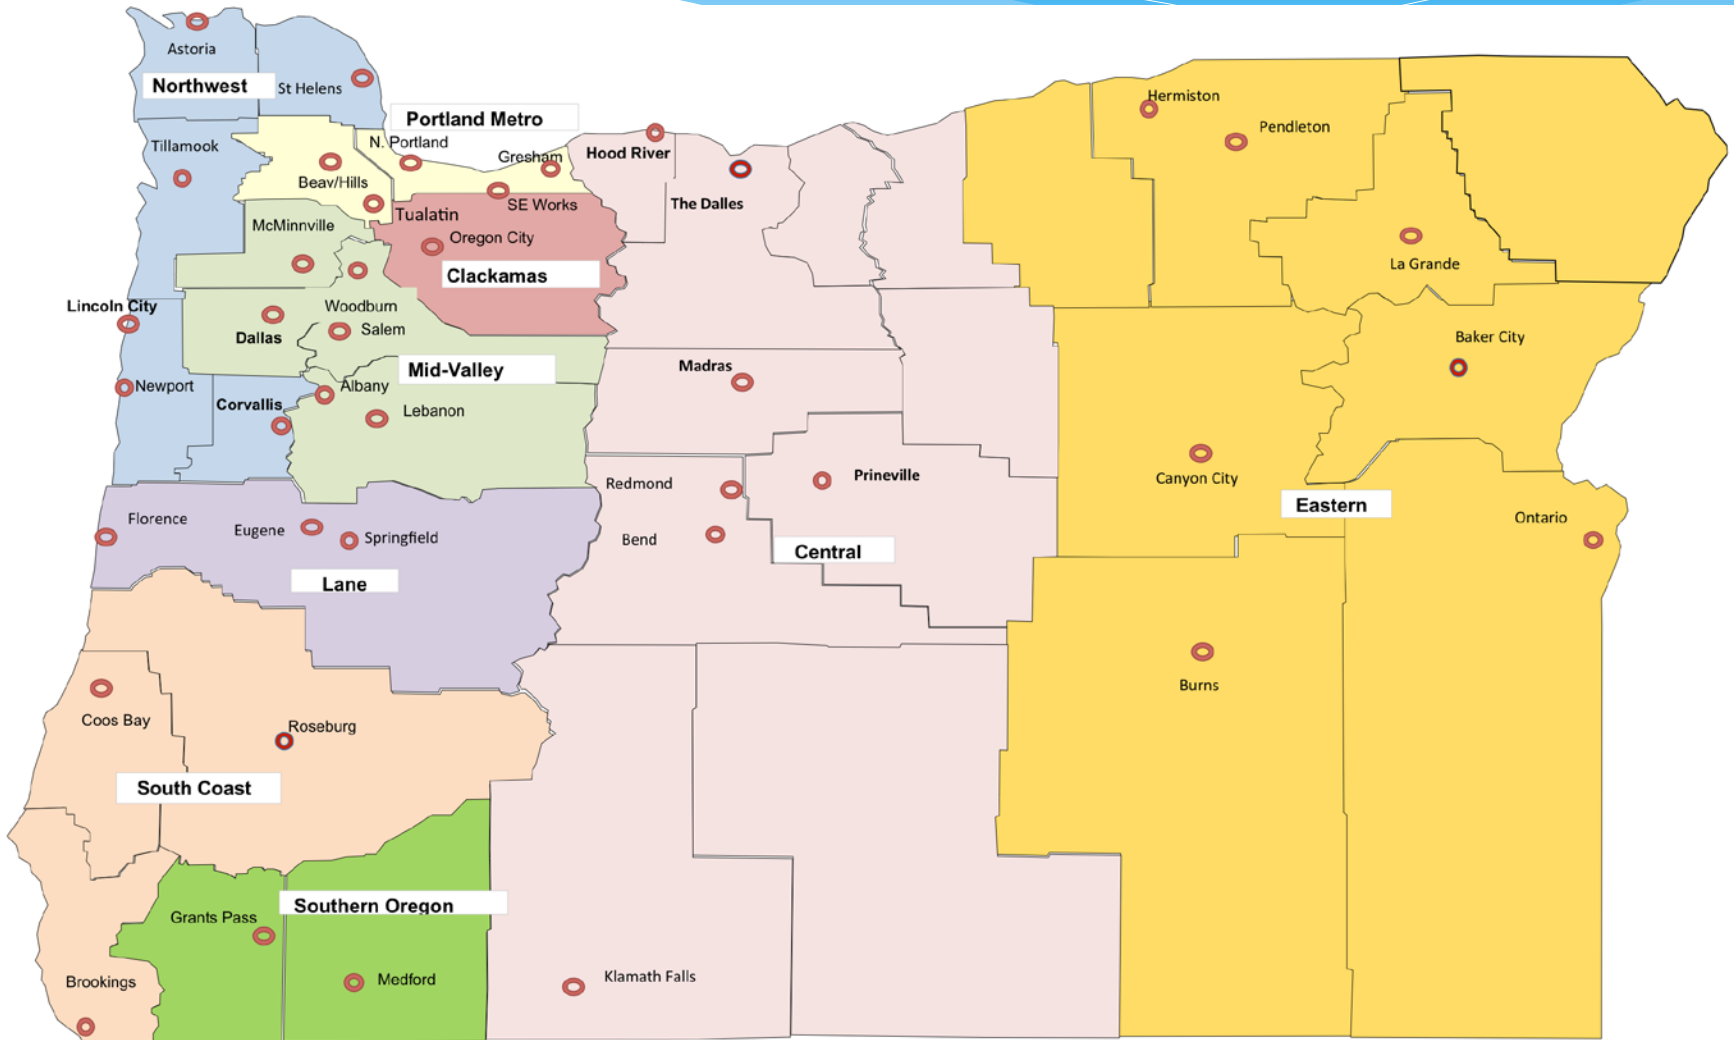 Astoria
Northwest
St Helens
Hermiston
Portland Metro
Pendleton
N. Portland
Tillamook
Gresham
Hood River
Beav/Hills
The Dalles
SE Works
Tualatin
McMinnville
Oregon City
La Grande
Clackamas
Lincoln City
Woodburn
Salem
Dallas
Baker City
Madras
Mid-Valley
Newport
Albany
Corvallis
Lebanon
Prineville
Canyon City
Redmond
Eastern
Florence
Ontario
Eugene
Springfield
Bend
Central
Lane
Burns
Coos Bay
Roseburg
South Coast
Southern Oregon
Grants Pass
Klamath Falls
Medford
Brookings